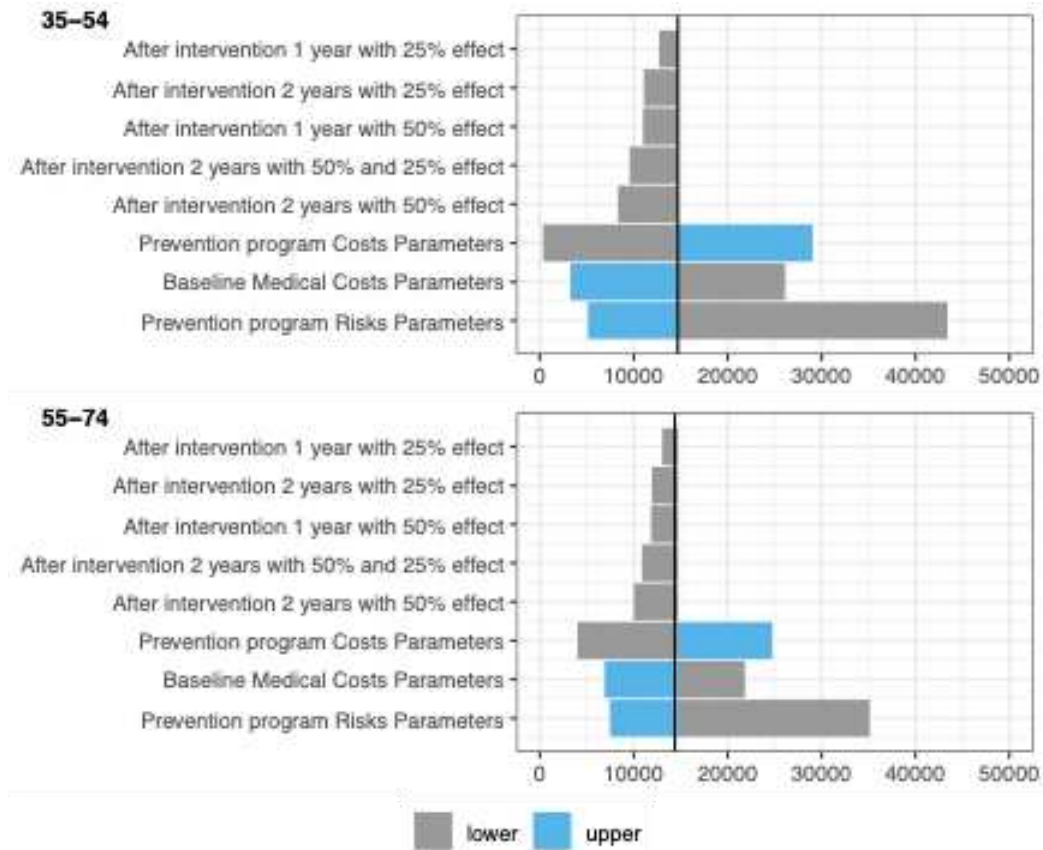 35–54
After intervention 1 year with 25% effect
After intervention 2 years with 25% effect
After intervention 1 year with 50% effect
After intervention 2 years with 50% and 25% effect
After intervention 2 years with 50% effect
Prevention program Costs Parameters
Baseline Medical Costs Parameters
Prevention program Risks Parameters
0 10000 20000 30000 40000 50000
55–74
After intervention 1 year with 25% effect
After intervention 2 years with 25% effect
After intervention 1 year with 50% effect
After intervention 2 years with 50% and 25% effect
After intervention 2 years with 50% effect
Prevention program Costs Parameters
Baseline Medical Costs Parameters
Prevention program Risks Parameters
0 10000 20000 30000 40000 50000
lower upper